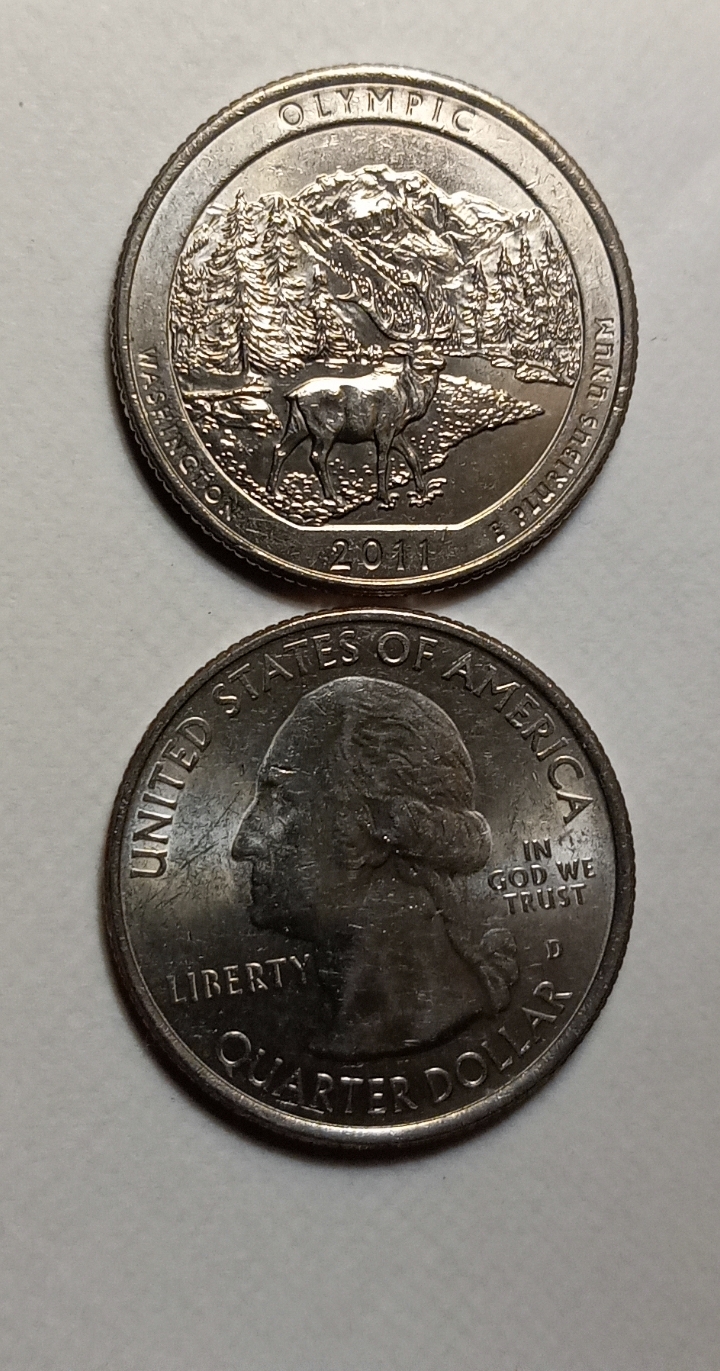 OLYMPIC
WASHINGTON
2011
E PLURIBUS UNUM
UNITED STATES OF AMERICA
IN
GOD WE
TRUST
D
LIBERTY
QUARTER DOLLAR